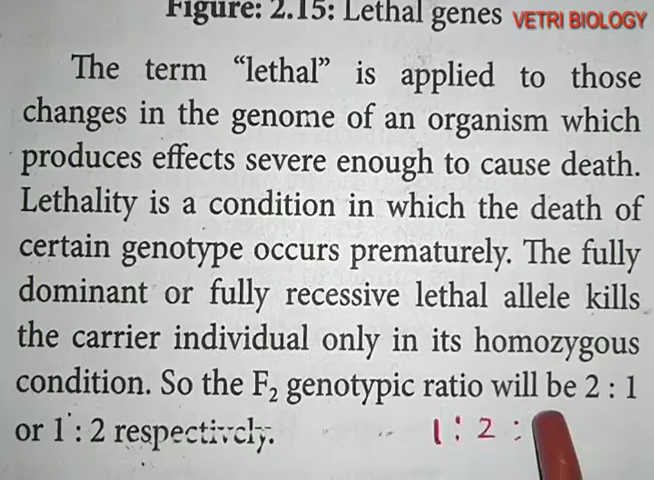 Figure: 2.15: Lethal genes VETRI BIOLOGY
The term “lethal” is applied to those
changes in the genome of an organism which
produces effects severe enough to cause death.
Lethality is a condition in which the death of
certain genotype occurs prematurely. The fully
dominant or fully recessive lethal allele kills
the carrier individual only in its homozygous
condition. So the F₂ genotypic ratio will be 2 : 1
or 1 : 2 respectively.
1 : 2 :